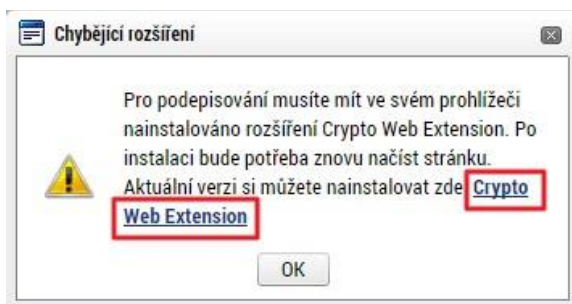 Chybějící rozšíření
Pro podepisování musíte mít ve svém prohlížeči
nainstalováno rozšíření Crypto Web Extension. Po
instalaci bude potřeba znovu načíst stránku.
Aktuální verzi si můžete nainstalovat zde Crypto
Web Extension
OK